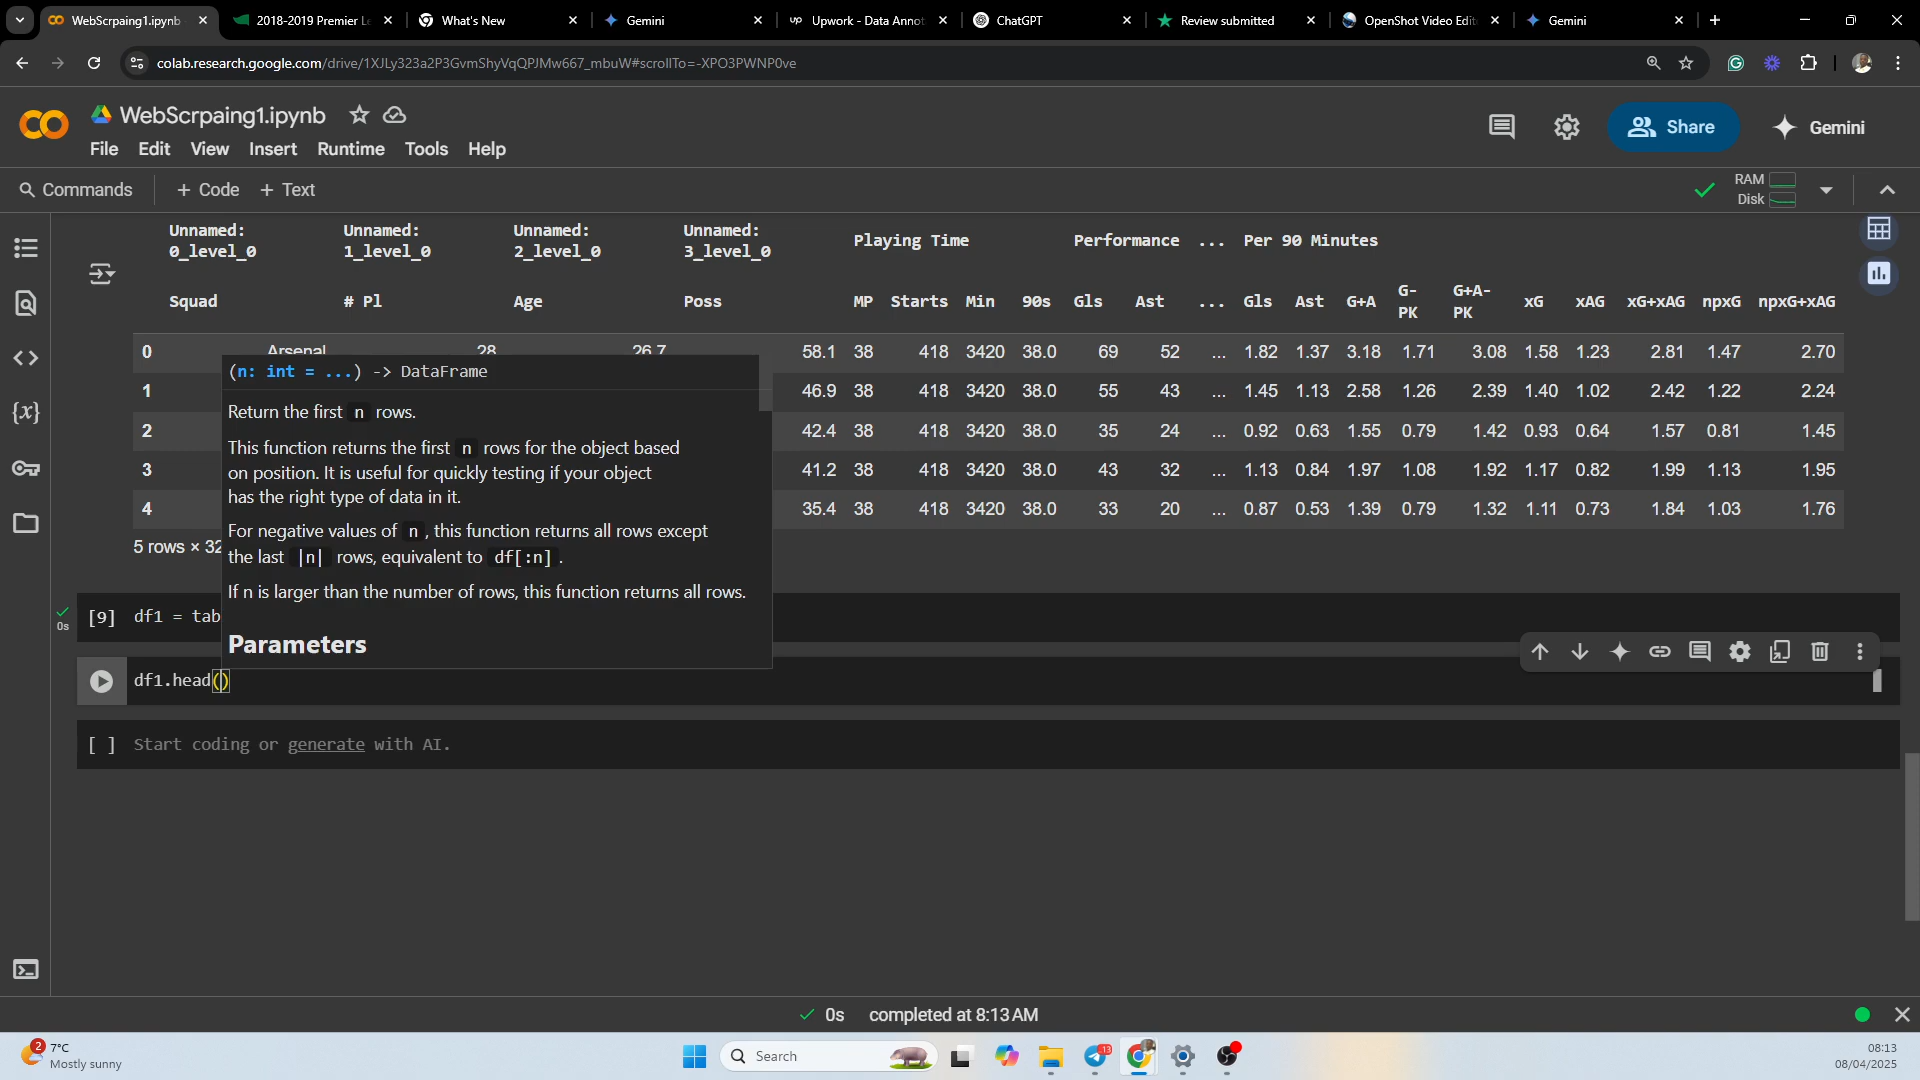 WebScrpaing1.ipynb
2018-2019 Premier Le
What's New
Gemini
Upwork - Data Annot
ChatGPT
Review submitted
OpenShot Video Edit
Gemini
colab.research.google.com/drive/1XJLy323a2P3GvmShyVqQPJMw667_mbuW#scrollTo=-XPO3PWNP0ve
WebScrpaing1.ipynb
File Edit View Insert Runtime Tools Help
Share
Gemini
Commands + Code + Text
RAM
Disk
Unnamed: Unnamed: Unnamed: Unnamed: Playing Time Performance ... Per 90 Minutes
0_level_0 1_level_0 2_level_0 3_level_0
Squad # Pl Age Poss MP Starts Min 90s Gls Ast ... Gls Ast G+A G-PK G+A-PK xG xAG xG+xAG npxG npxG+xAG
0 Arsenal 28 26.7 58.1 38 418 3420 38.0 69 52 ... 1.82 1.37 3.18 1.71 3.08 1.58 1.23 2.81 1.47 2.70
1 46.9 38 418 3420 38.0 55 43 ... 1.45 1.13 2.58 1.26 2.39 1.40 1.02 2.42 1.22 2.24
2 42.4 38 418 3420 38.0 35 24 ... 0.92 0.63 1.55 0.79 1.42 0.93 0.64 1.57 0.81 1.45
3 41.2 38 418 3420 38.0 43 32 ... 1.13 0.84 1.97 1.08 1.92 1.17 0.82 1.99 1.13 1.95
4 35.4 38 418 3420 38.0 33 20 ... 0.87 0.53 1.39 0.79 1.32 1.11 0.73 1.84 1.03 1.76
5 rows × 32
(n: int = ...) -> DataFrame
Return the first n rows.
This function returns the first n rows for the object based
on position. It is useful for quickly testing if your object
has the right type of data in it.
For negative values of n, this function returns all rows except
the last |n| rows, equivalent to df[:n].
If n is larger than the number of rows, this function returns all rows.
Parameters
0s
[9] df1 = tab
df1.head()
[ ] Start coding or generate with AI.
0s completed at 8:13 AM
2
7°C
Mostly sunny
Search
13
08:13
08/04/2025